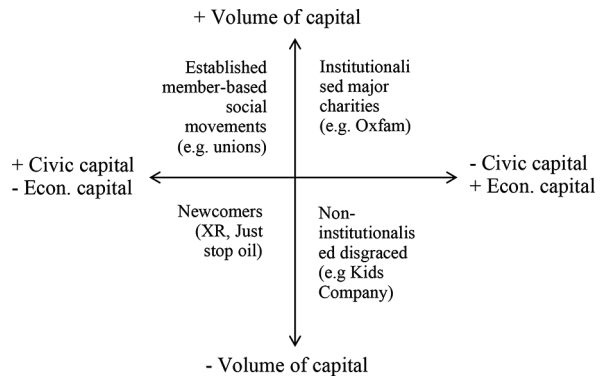 + Volume of capital
Established
member-based
social
movements
(e.g. unions)
Institutionali
sed major
charities
(e.g. Oxfam)
+ Civic capital
- Econ. capital
- Civic capital
+ Econ. capital
Newcomers
(XR, Just
stop oil)
Non-
institutionalis
ed disgraced
(e.g Kids
Company)
- Volume of capital